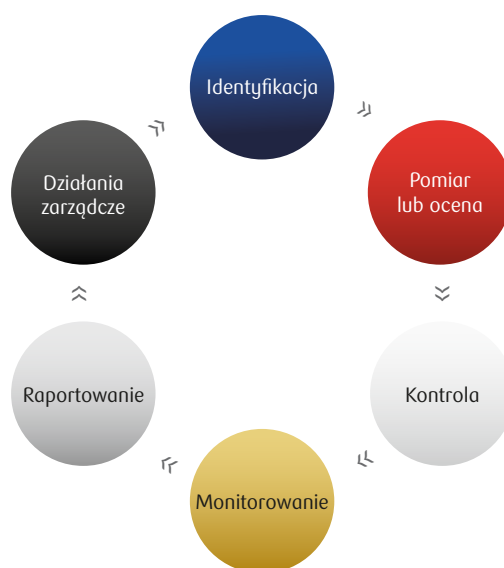 Identyfikacja
Pomiar
lub ocena
Kontrola
Monitorowanie
Raportowanie
Działania
zarządcze